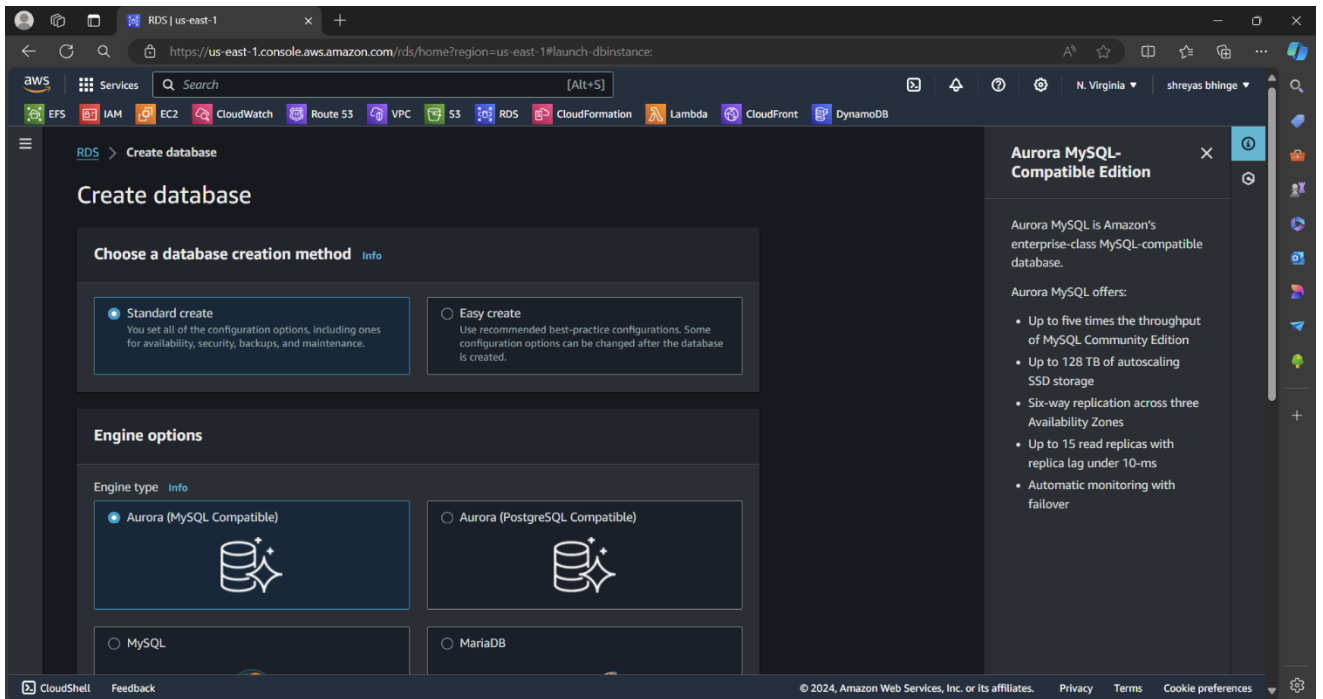 RDS | us-east-1
https://us-east-1.console.aws.amazon.com/rds/home?region=us-east-1#launch-dbinstance:
aws
Services
Search
[Alt+S]
N. Virginia
shreyas bhinge
EFS
IAM
EC2
CloudWatch
Route 53
VPC
S3
RDS
CloudFormation
Lambda
CloudFront
DynamoDB
RDS > Create database
Create database
Choose a database creation method Info
Standard create
You set all of the configuration options, including ones
for availability, security, backups, and maintenance.
Easy create
Use recommended best-practice configurations. Some
configuration options can be changed after the database
is created.
Engine options
Engine type Info
Aurora (MySQL Compatible)
Aurora (PostgreSQL Compatible)
MySQL
MariaDB
Aurora MySQL-
Compatible Edition
Aurora MySQL is Amazon's
enterprise-class MySQL-compatible
database.
Aurora MySQL offers:
• Up to five times the throughput
of MySQL Community Edition
• Up to 128 TB of autoscaling
SSD storage
• Six-way replication across three
Availability Zones
• Up to 15 read replicas with
replica lag under 10-ms
• Automatic monitoring with
failover
CloudShell
Feedback
© 2024, Amazon Web Services, Inc. or its affiliates.
Privacy
Terms
Cookie preferences